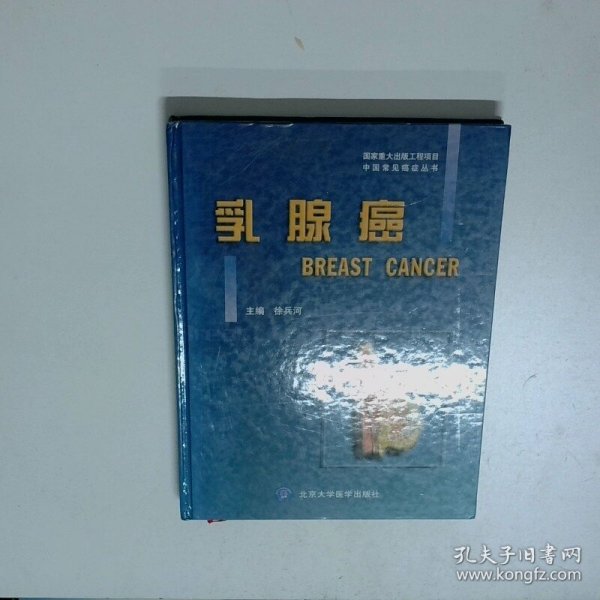 国家重大出版工程项目
中国常见癌症丛书
乳腺癌
BREAST CANCER
主编 徐兵河
北京大学医学出版社
孔夫子旧书网
www.kongfz.com